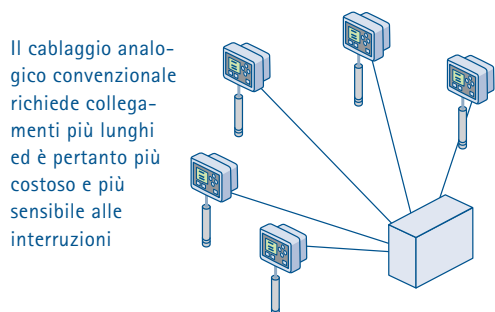 Il cablaggio analo-
gico convenzionale
richiede collega-
menti più lunghi
ed è pertanto più
costoso e più
sensibile alle
interruzioni